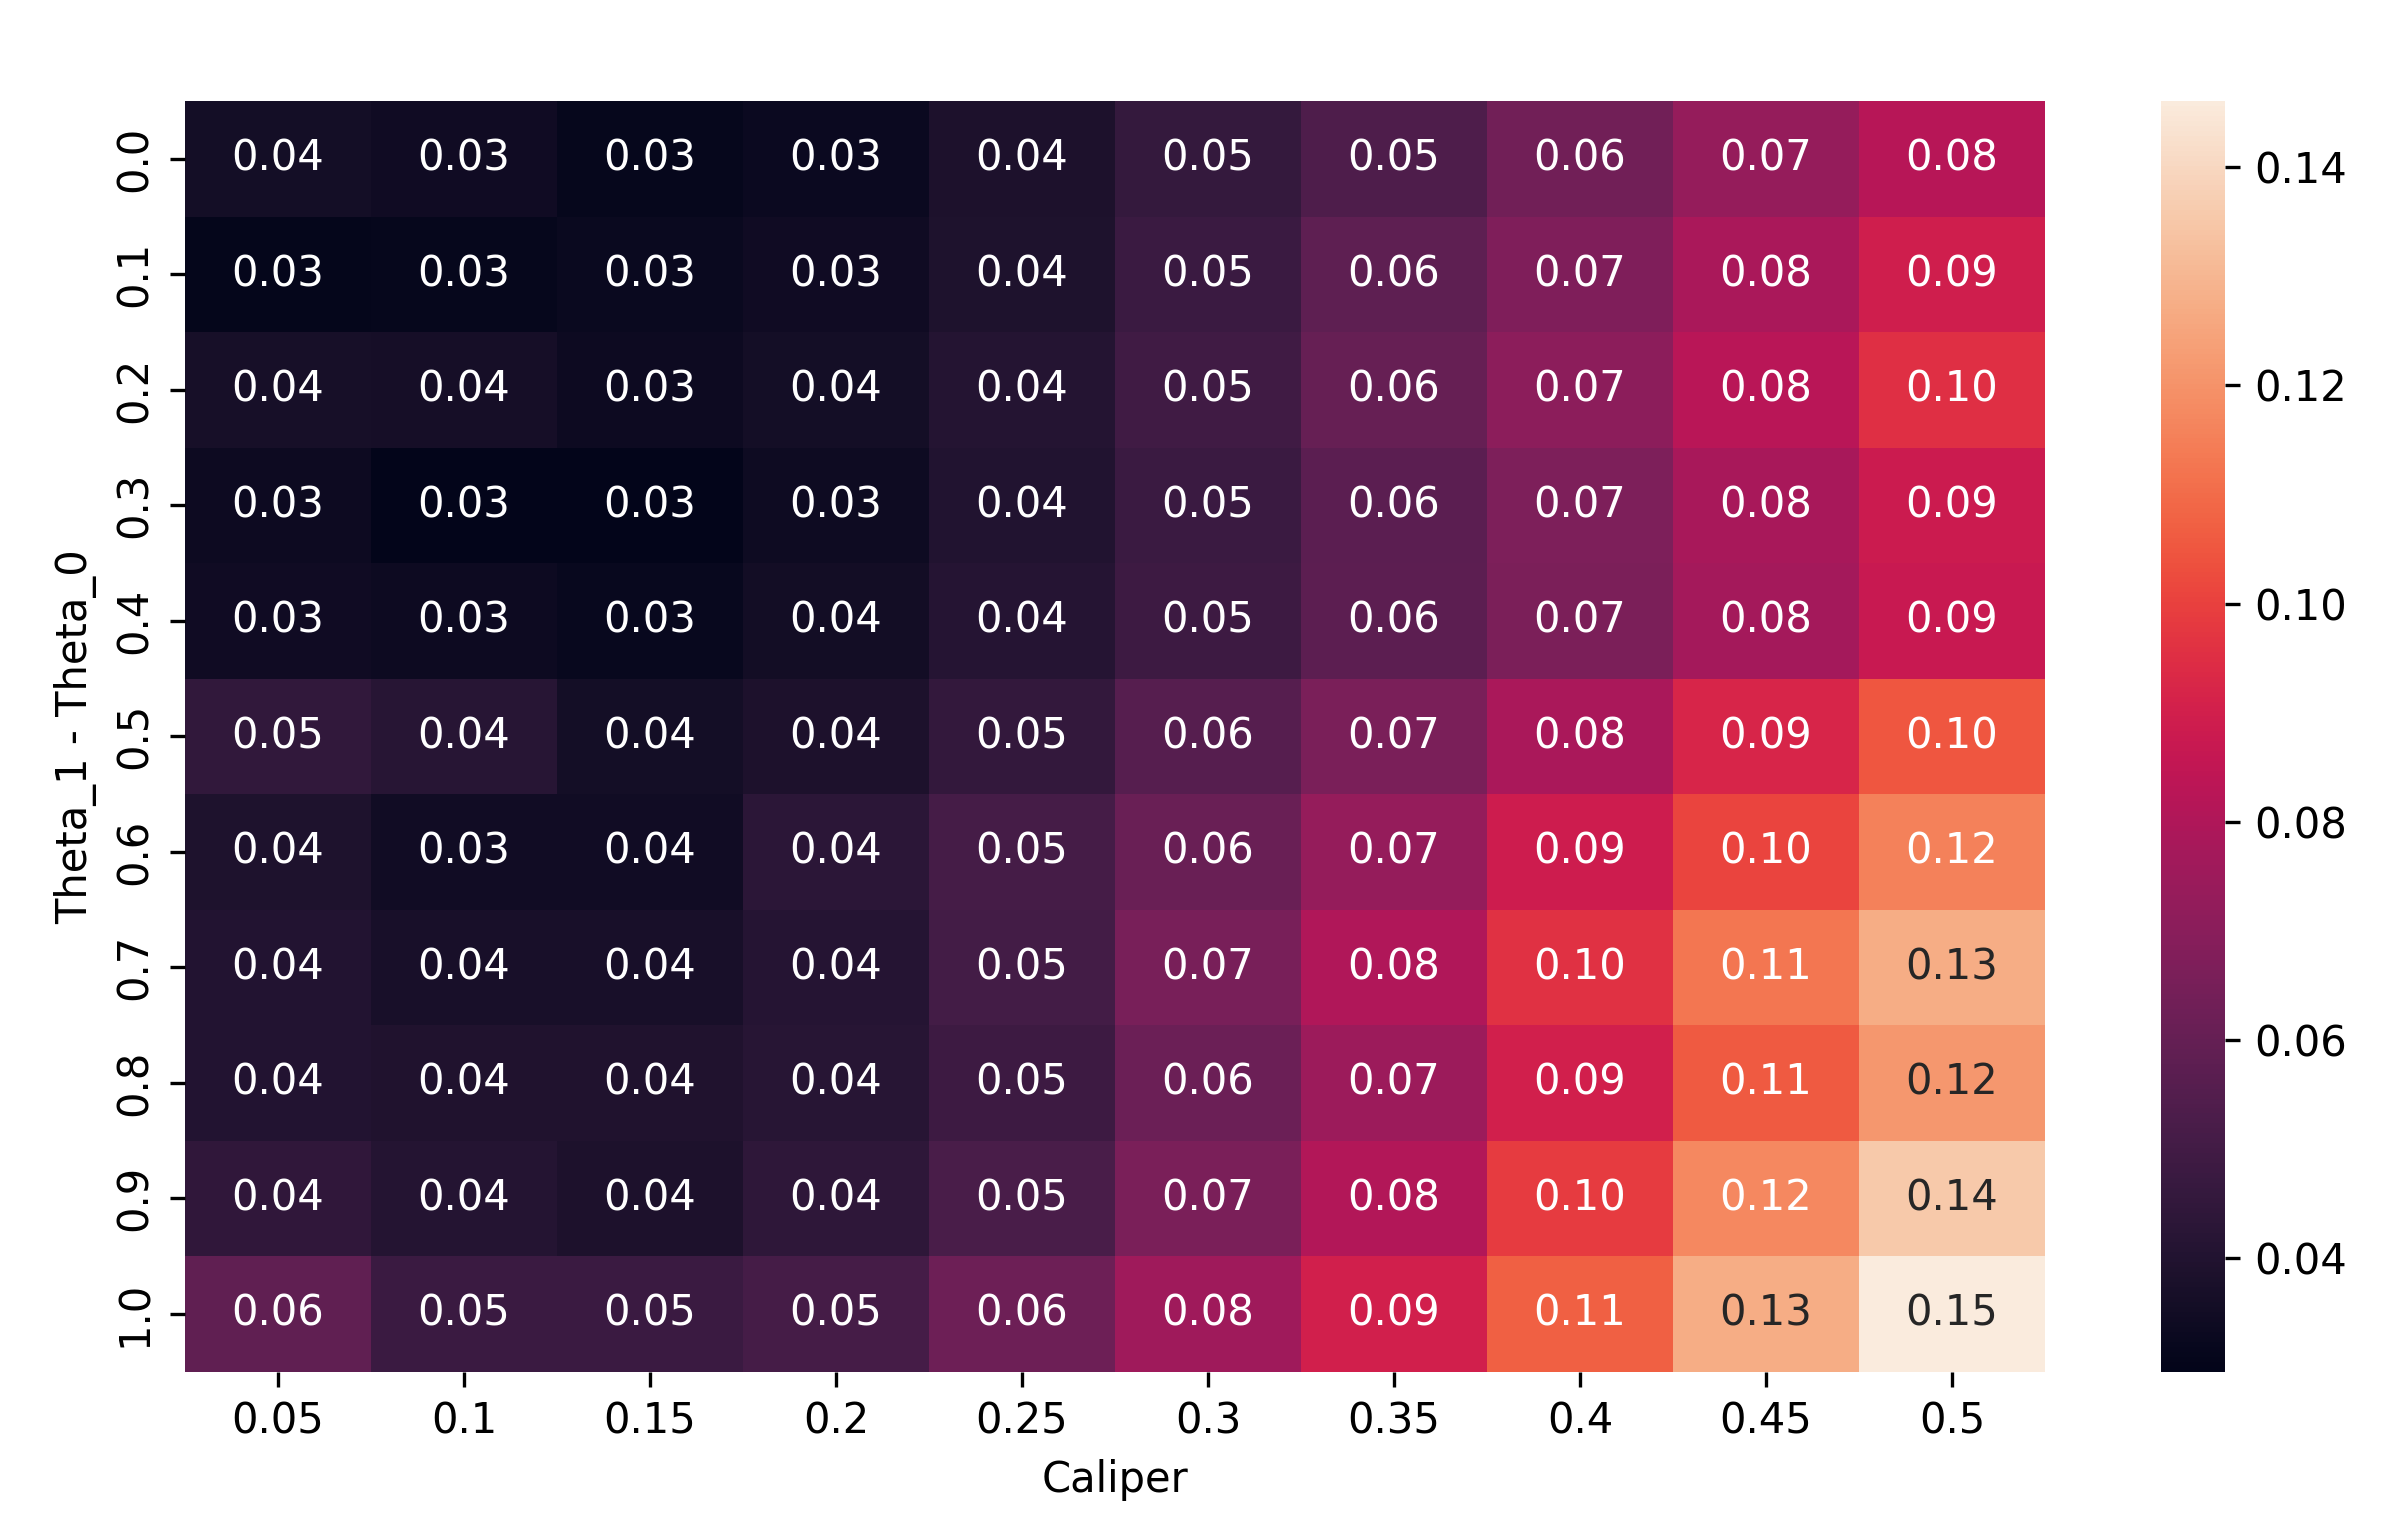 0.0 0.04 0.03 0.03 0.03 0.04 0.05 0.05 0.06 0.07 0.08
0.1 0.03 0.03 0.03 0.03 0.04 0.05 0.06 0.07 0.08 0.09
0.2 0.04 0.04 0.03 0.04 0.04 0.05 0.06 0.07 0.08 0.10
0.3 0.03 0.03 0.03 0.03 0.04 0.05 0.06 0.07 0.08 0.09
0.4 0.03 0.03 0.03 0.04 0.04 0.05 0.06 0.07 0.08 0.09
0.5 0.05 0.04 0.04 0.04 0.05 0.06 0.07 0.08 0.09 0.10
0.6 0.04 0.03 0.04 0.04 0.05 0.06 0.07 0.09 0.10 0.12
0.7 0.04 0.04 0.04 0.04 0.05 0.07 0.08 0.10 0.11 0.13
0.8 0.04 0.04 0.04 0.04 0.05 0.06 0.07 0.09 0.11 0.12
0.9 0.04 0.04 0.04 0.04 0.05 0.07 0.08 0.10 0.12 0.14
1.0 0.06 0.05 0.05 0.05 0.06 0.08 0.09 0.11 0.13 0.15
0.05 0.1 0.15 0.2 0.25 0.3 0.35 0.4 0.45 0.5
Caliper
Theta_1 - Theta_0
0.14
0.12
0.10
0.08
0.06
0.04